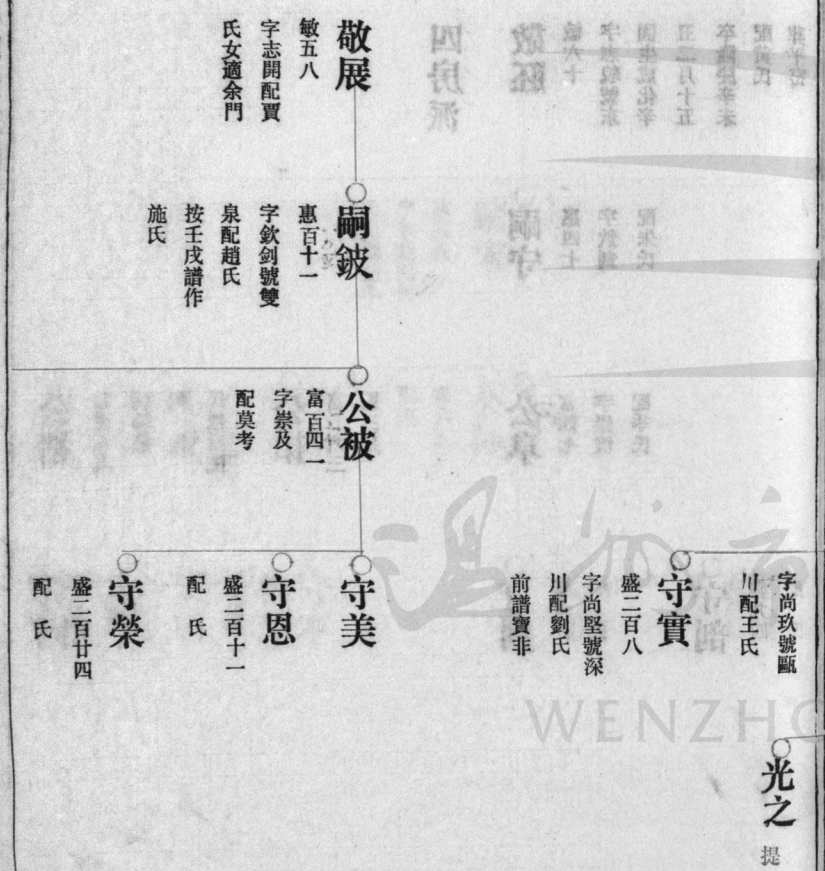 字尚玖號甌
川配王氏
光之
提
守實
盛二百八
字尚堅號深
川配劉氏
前譜寶非
敬展
敏五八
字志開配賈
氏女適余門
嗣鈹
惠百十一
字欽劍號雙
泉配趙氏
按壬戌譜作
施氏
公被
富百四一
字崇及
配莫考
守美
守恩
盛二百十一
配 氏
守榮
盛二百廿四
配 氏
WENZHO